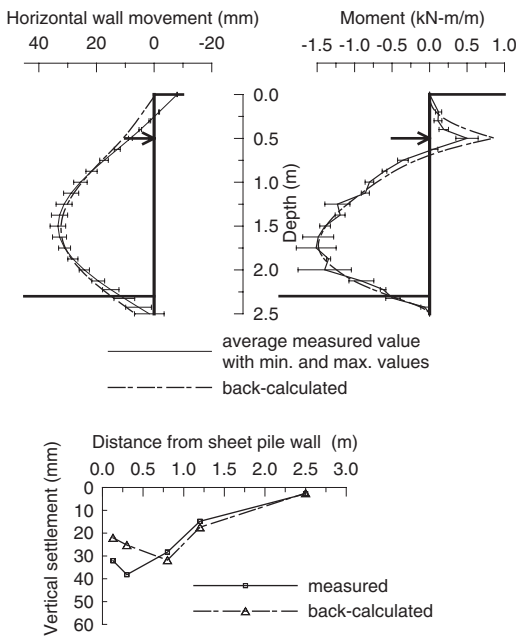 Horizontal wall movement (mm)
40 20 0 -20
Moment (kN-m/m)
-1.5 -1.0 -0.5 0.0 0.5 1.0
0.0
0.5
1.0
1.5
2.0
2.5
Depth (m)
average measured value
with min. and max. values
back-calculated
Distance from sheet pile wall (m)
0.0 0.5 1.0 1.5 2.0 2.5 3.0
Vertical settlement (mm)
0
10
20
30
40
50
60
measured
back-calculated